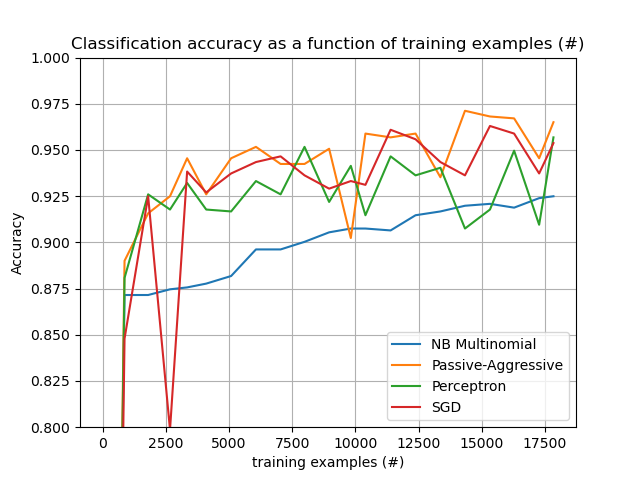 Classification accuracy as a function of training examples (#)
1.000
0.975
0.950
0.925
0.900
0.875
0.850
0.825
0.800
Accuracy
NB Multinomial
Passive-Aggressive
Perceptron
SGD
0 2500 5000 7500 10000 12500 15000 17500
training examples (#)